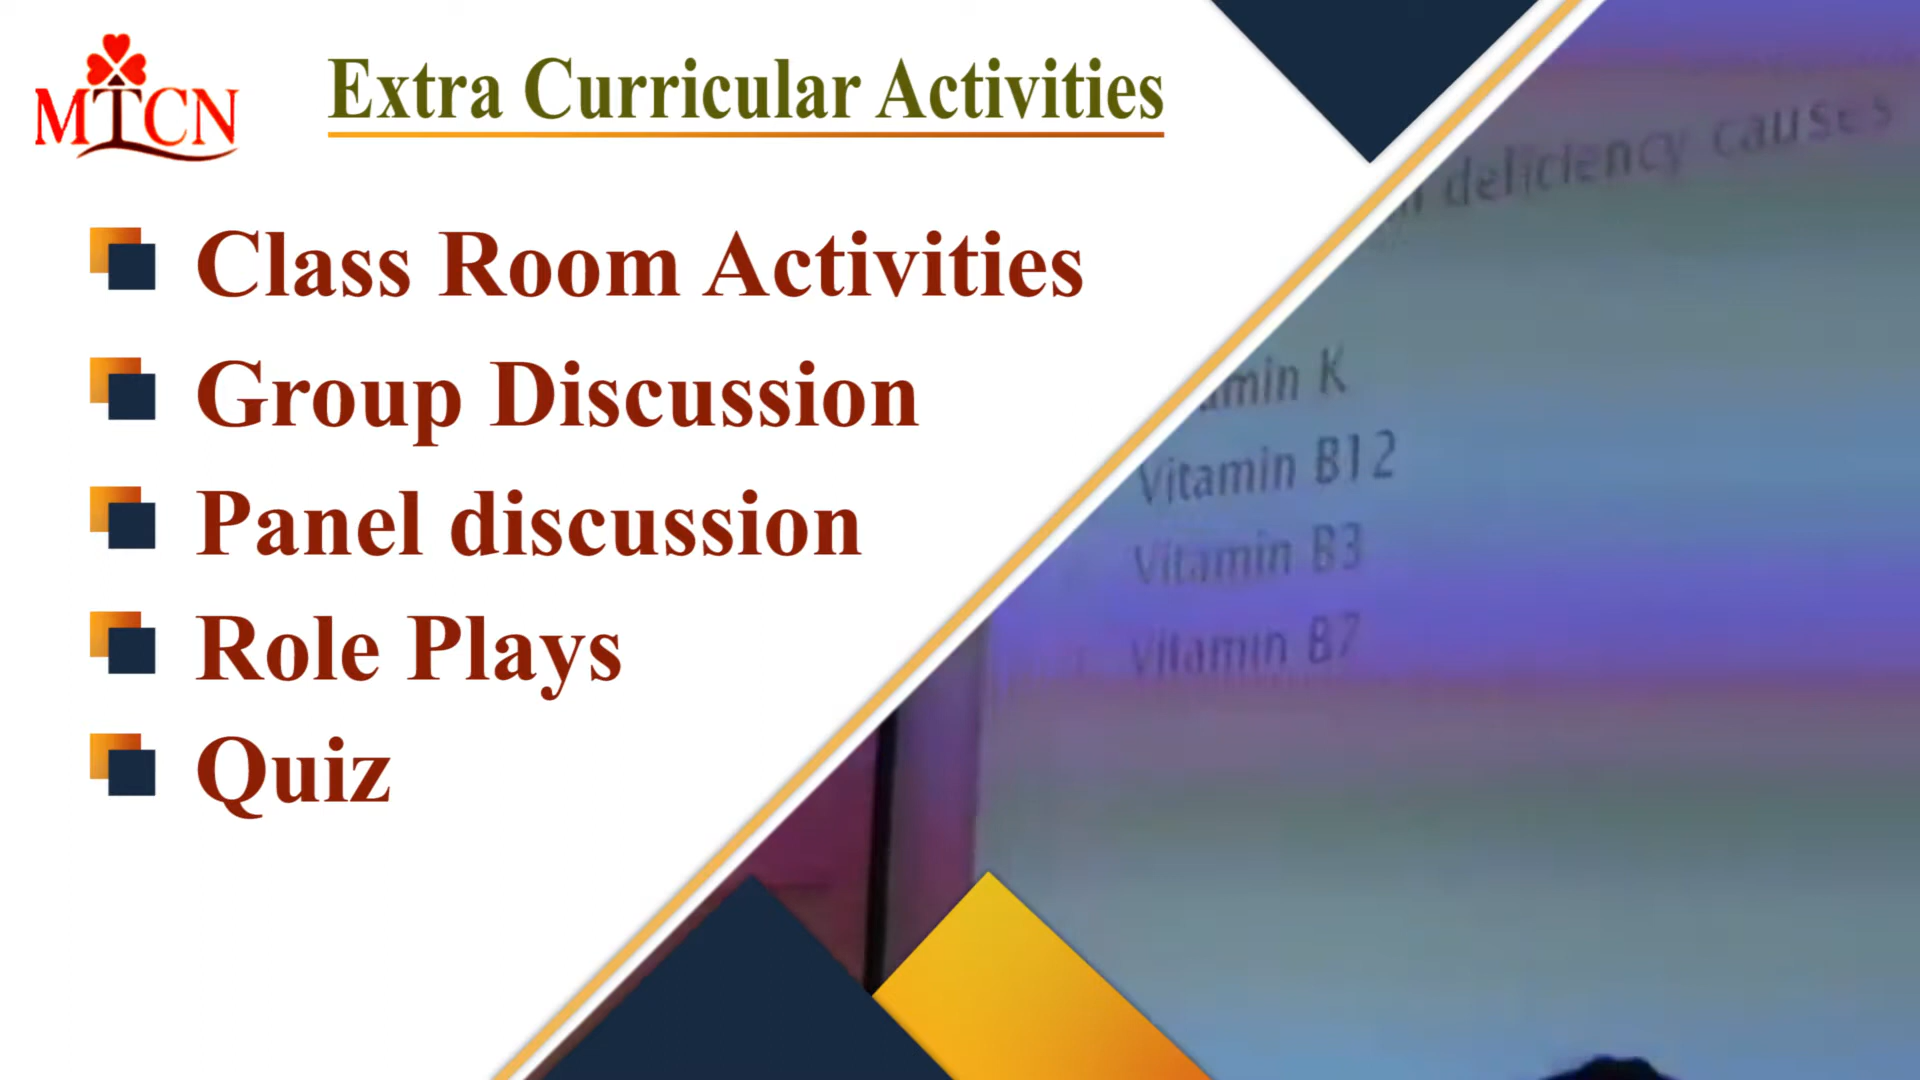 MTCN
Extra Curricular Activities
Class Room Activities
Group Discussion
Panel discussion
Role Plays
Quiz
deficiency causes
K
Vitamin B12
Vitamin B3
Vitamin B7